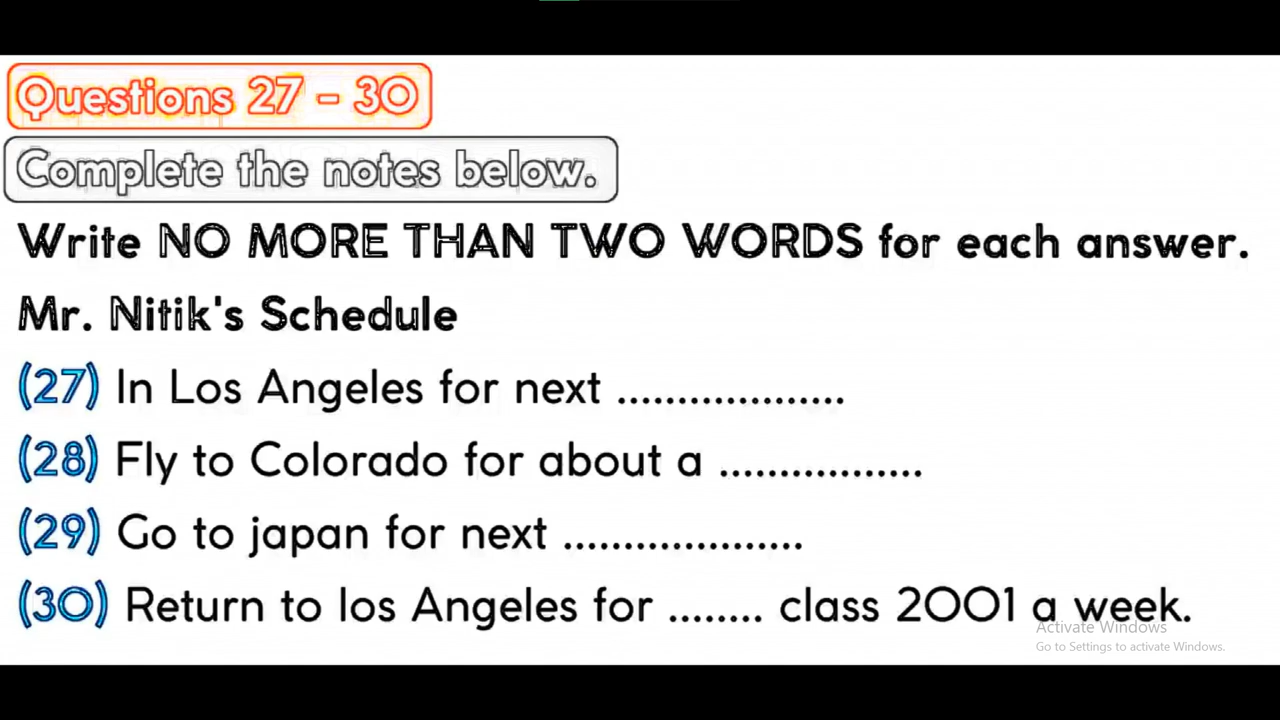 Questions 27 - 30
Complete the notes below.
Write NO MORE THAN TWO WORDS for each answer.
Mr. Nitik's Schedule
(27) In Los Angeles for next ...................
(28) Fly to Colorado for about a .................
(29) Go to japan for next ....................
(30) Return to los Angeles for ........ class 2001 a week.
Activate Windows
Go to Settings to activate Windows.